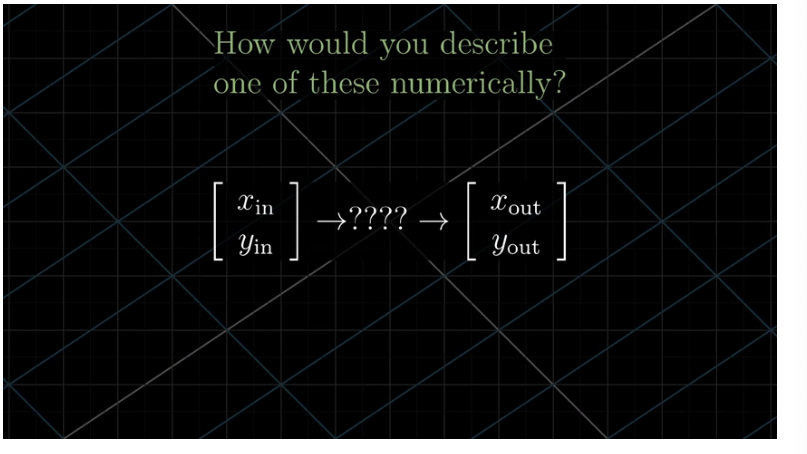 How would you describe
one of these numerically?
[x_in y_in] →????→ [x_out y_out]